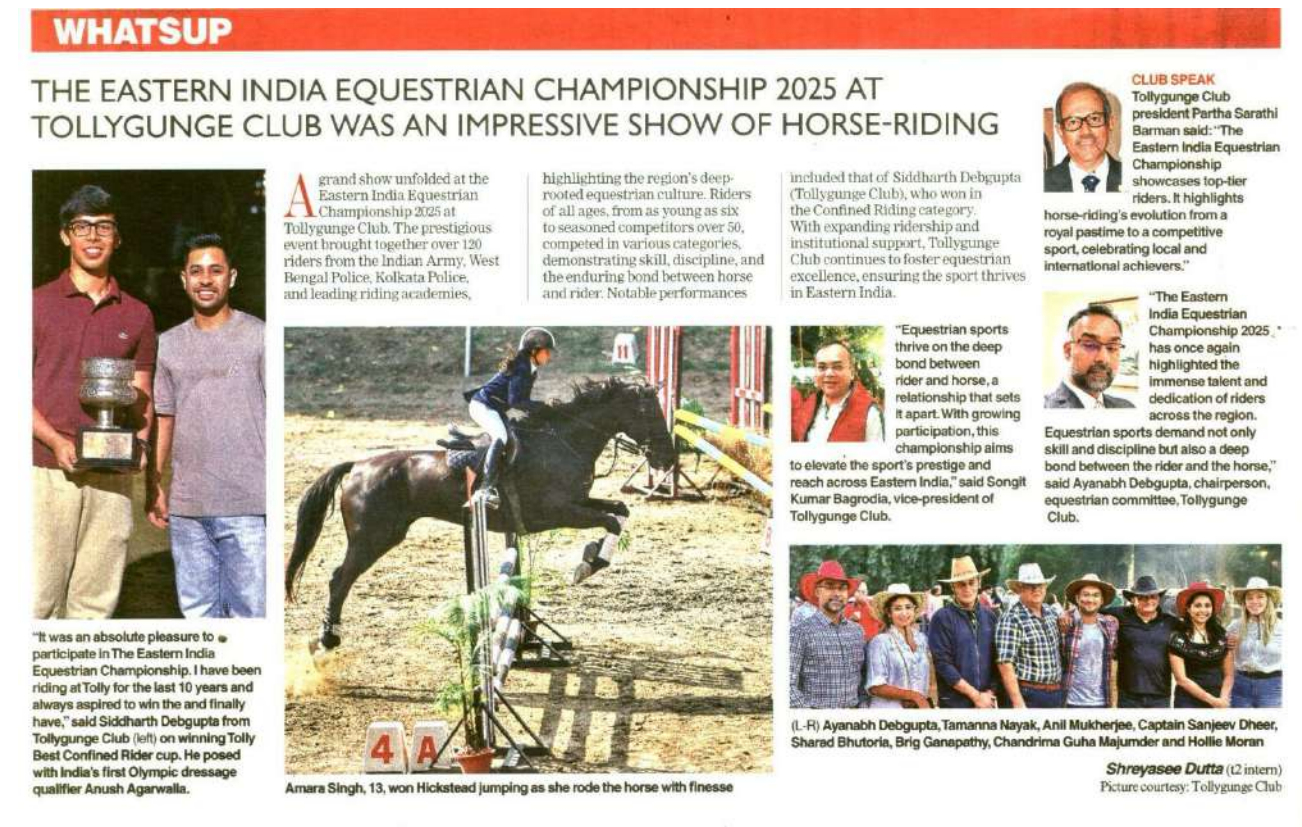 WHATSUP
THE EASTERN INDIA EQUESTRIAN CHAMPIONSHIP 2025 AT
TOLLYGUNGE CLUB WAS AN IMPRESSIVE SHOW OF HORSE-RIDING
A grand show unfolded at the
Eastern India Equestrian
Championship 2025 at
Tollygunge Club. The prestigious
event brought together over 120
riders from the Indian Army, West
Bengal Police, Kolkata Police,
and leading riding academies,
highlighting the region's deep-
rooted equestrian culture. Riders
of all ages, from as young as six
to seasoned competitors over 50,
competed in various categories,
demonstrating skill, discipline, and
the enduring bond between horse
and rider. Notable performances
included that of Siddharth Debgupta
(Tollygunge Club), who won in
the Confined Riding category.
With expanding ridership and
institutional support, Tollygunge
Club continues to foster equestrian
excellence, ensuring the sport thrives
in Eastern India.
CLUB SPEAK
Tollygunge Club
president Partha Sarathi
Barman said: "The
Eastern India Equestrian
Championship
showcases top-tier
riders. It highlights
horse-riding's evolution from a
royal pastime to a competitive
sport, celebrating local and
international achievers."
"The Eastern
India Equestrian
Championship 2025
has once again
highlighted the
immense talent and
dedication of riders
across the region.
Equestrian sports demand not only
skill and discipline but also a deep
bond between the rider and the horse,"
said Ayanabh Debgupta, chairperson,
equestrian committee, Tollygunge
Club.
"Equestrian sports
thrive on the deep
bond between
rider and horse, a
relationship that sets
it apart. With growing
participation, this
championship aims
to elevate the sport's prestige and
reach across Eastern India," said Songit
Kumar Bagrodia, vice-president of
Tollygunge Club.
11
4 A
"It was an absolute pleasure to
participate in The Eastern India
Equestrian Championship. I have been
riding at Tolly for the last 10 years and
always aspired to win the and finally
have," said Siddharth Debgupta from
Tollygunge Club (left) on winning Tolly
Best Confined Rider cup. He posed
with India's first Olympic dressage
qualifier Anush Agarwalla.
Amara Singh, 13, won Hickstead jumping as she rode the horse with finesse
(L-R) Ayanabh Debgupta, Tamanna Nayak, Anil Mukherjee, Captain Sanjeev Dheer,
Sharad Bhutoria, Brig Ganapathy, Chandrima Guha Majumder and Hollie Moran
Shreyasee Dutta (t2 intern)
Picture courtesy: Tollygunge Club